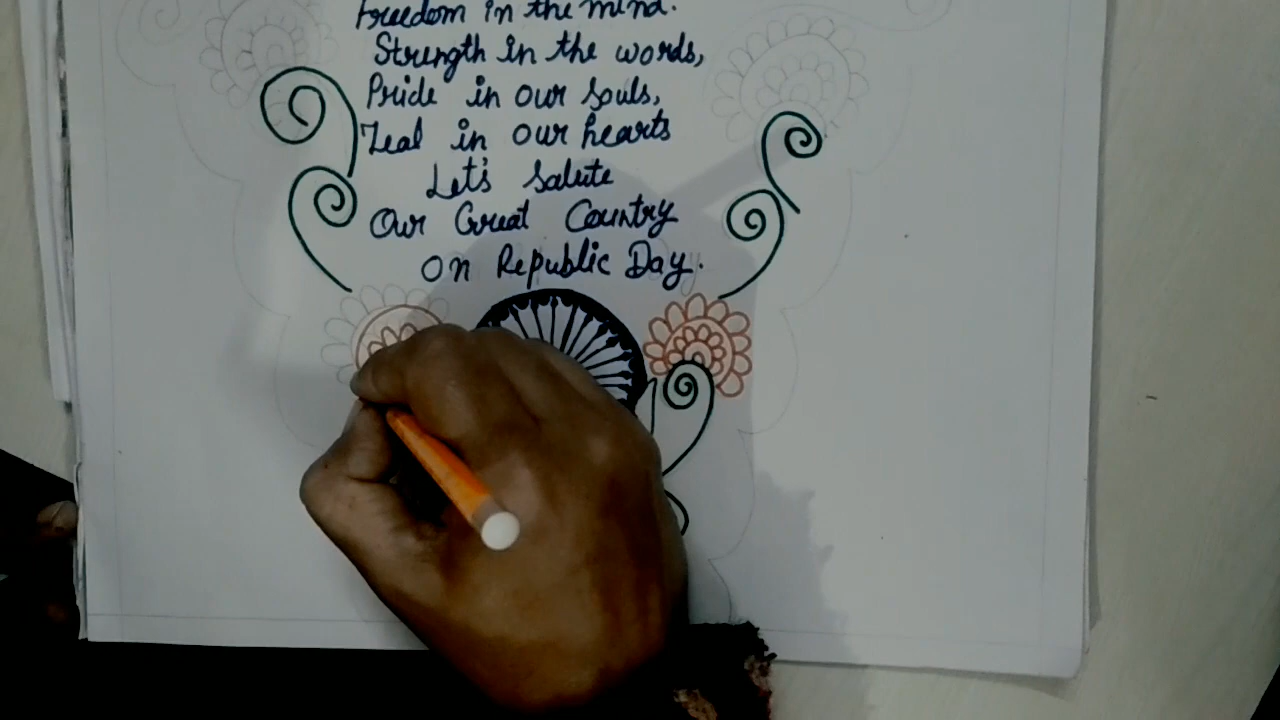 Freedom in the mind.
Strength in the words,
Pride in our souls,
Zeal in our hearts
Let's Salute
Our Great Country
On Republic Day.